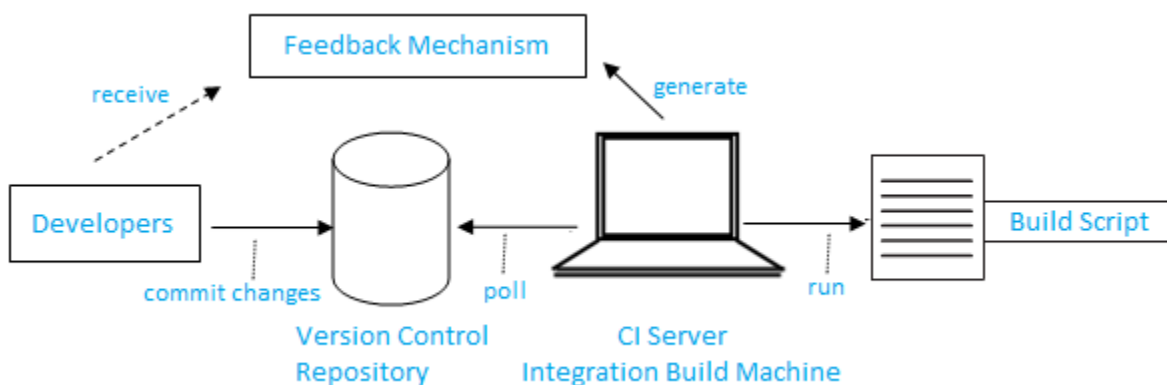 Feedback Mechanism
receive
generate
Developers
Build Script
commit changes
poll
run
Version Control
Repository
CI Server
Integration Build Machine